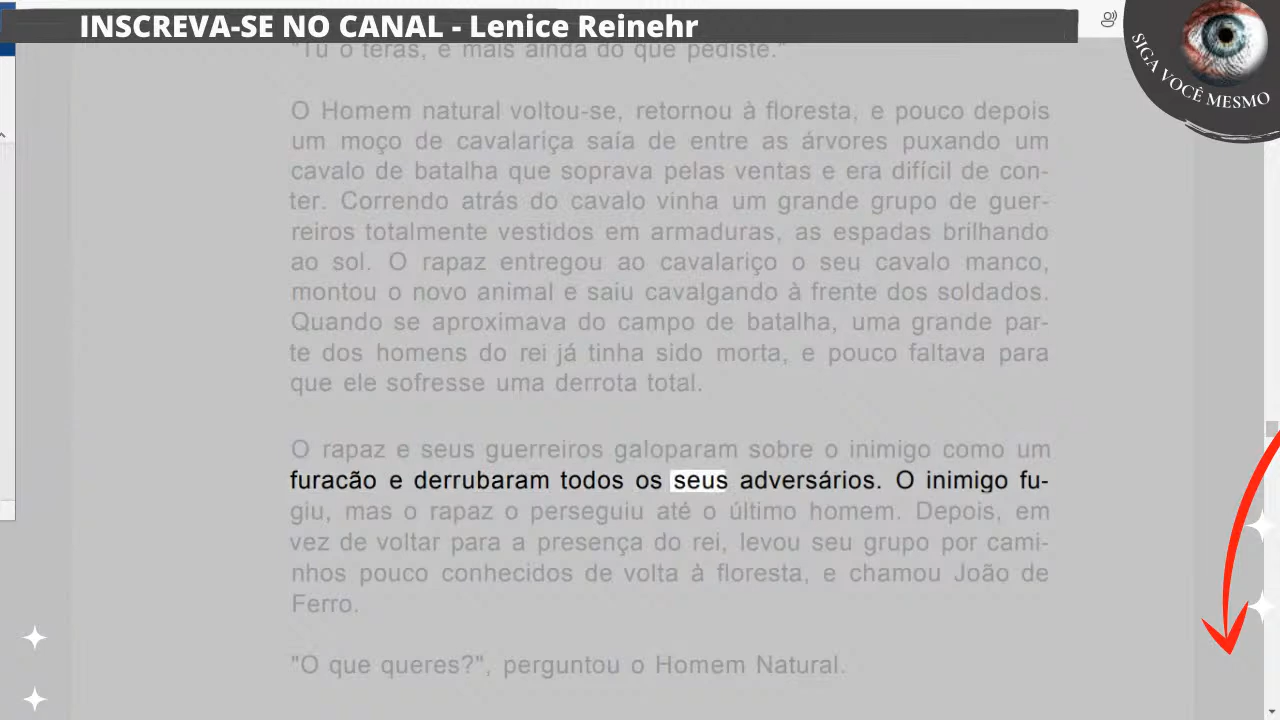 INSCREVA-SE NO CANAL - Lenice Reinehr
SIGA VOCÊ MESMO
"Tu o terás, e mais ainda do que pediste."
O Homem natural voltou-se, retornou à floresta, e pouco depois
um moço de cavalariça saía de entre as árvores puxando um
cavalo de batalha que soprava pelas ventas e era difícil de con-
ter. Correndo atrás do cavalo vinha um grande grupo de guer-
reiros totalmente vestidos em armaduras, as espadas brilhando
ao sol. O rapaz entregou ao cavalariço o seu cavalo manco,
montou o novo animal e saiu cavalgando à frente dos soldados.
Quando se aproximava do campo de batalha, uma grande par-
te dos homens do rei já tinha sido morta, e pouco faltava para
que ele sofresse uma derrota total.
O rapaz e seus guerreiros galoparam sobre o inimigo como um
furacão e derrubaram todos os seus adversários. O inimigo fu-
giu, mas o rapaz o perseguiu até o último homem. Depois, em
vez de voltar para a presença do rei, levou seu grupo por cami-
nhos pouco conhecidos de volta à floresta, e chamou João de
Ferro.
"O que queres?", perguntou o Homem Natural.